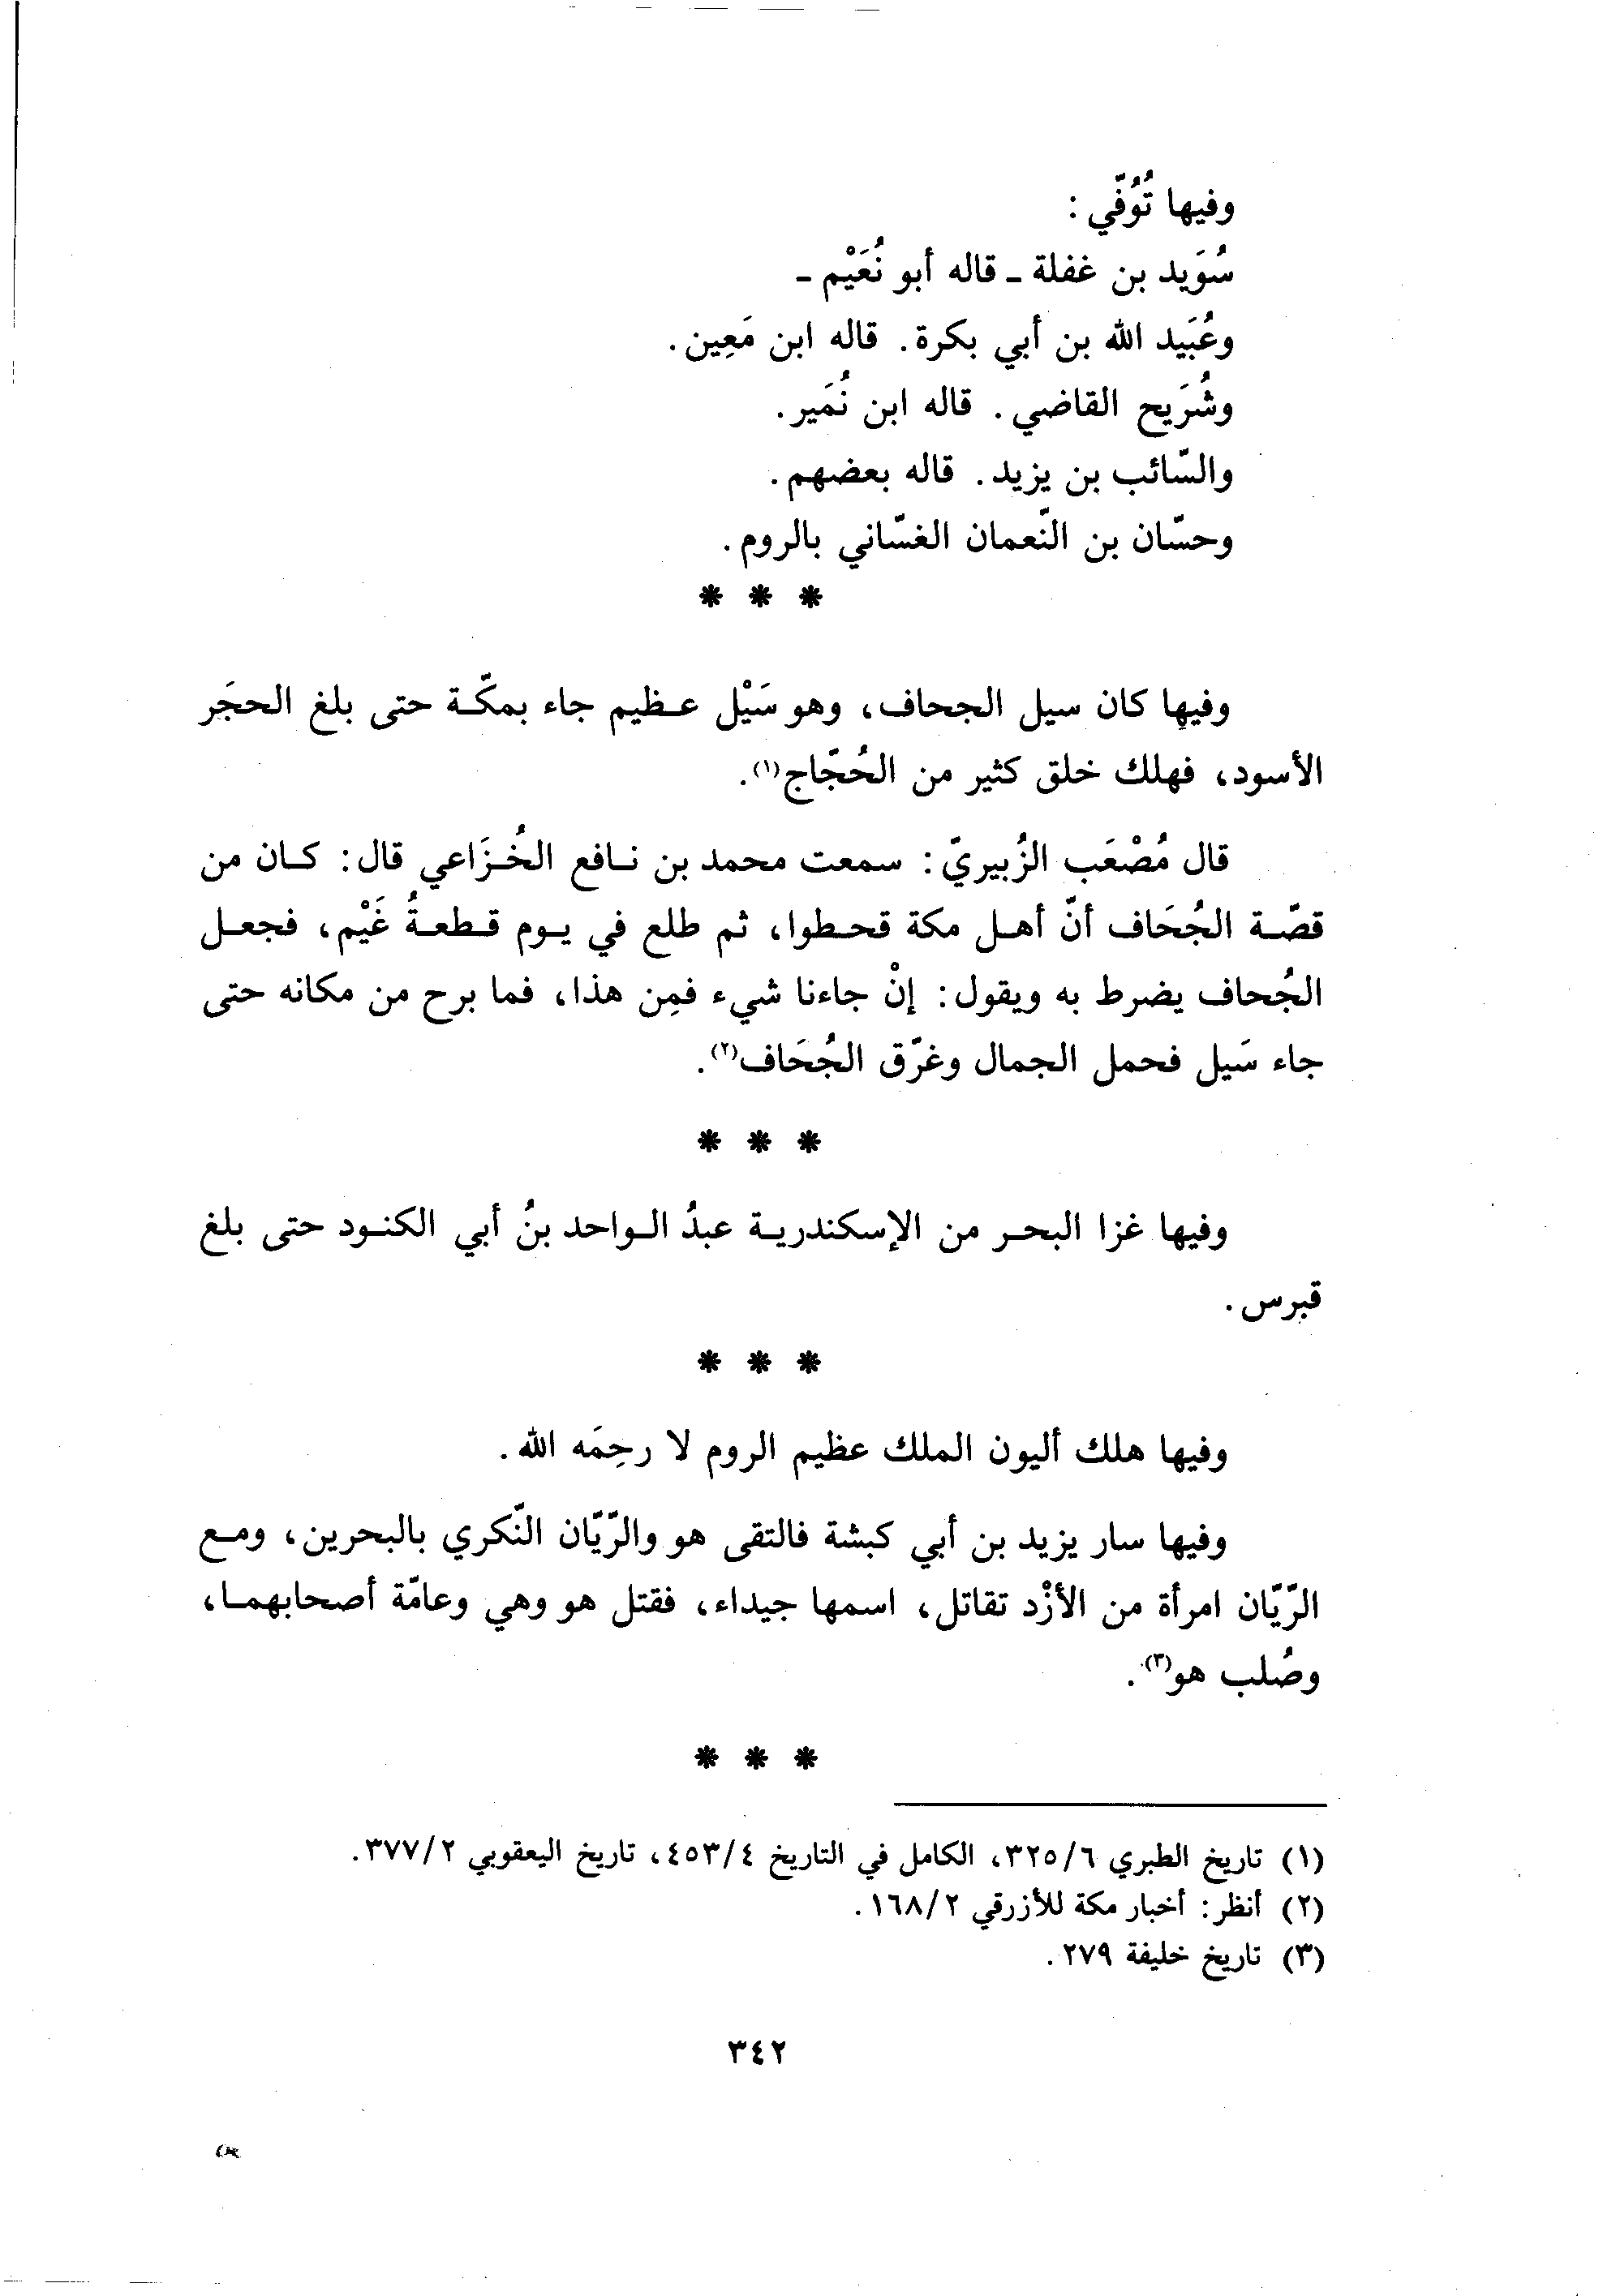 وفيها تُوُفّي :
سُوَيد بن غفلة ـ قاله أبو نُعَيْم ـ
وعُبَيد الله بن أبي بكرة. قاله ابن مَعِين.
وشُرَيح القاضي. قاله ابن نُمَير.
والسّائب بن يزيد. قاله بعضهم.
وحسّان بن النّعمان الغسّاني بالروم.
* * *
وفيها كان سيل الجحاف، وهو سَيْل عظيم جاء بمكّة حتى بلغ الحجَر
الأسود، فهلك خلق كثير من الحُجّاج(١).
قال مُصْعَب الزُبيريّ: سمعت محمد بن نافع الخُزَاعي قال: كان من
قصّة الجُحَاف أنّ أهل مكة قحطوا، ثم طلع في يوم قطعةُ غَيْم، فجعل
الجُحاف يضرط به ويقول: إنْ جاءنا شيء فمِن هذا، فما برح من مكانه حتى
جاء سَيل فحمل الجمال وغرّق الجُحَاف(٢).
* * *
وفيها غزا البحر من الإسكندرية عبدُ الواحد بنُ أبي الكنود حتى بلغ
قبرس.
* * *
وفيها هلك أليون الملك عظيم الروم لا رحِمَه الله.
وفيها سار يزيد بن أبي كبشة فالتقى هو والرّيّان النّكري بالبحرين، ومع
الرّيّان امرأة من الأزْد تقاتل، اسمها جيداء، فقتل هو وهي وعامّة أصحابهما،
وصُلب هو(٣).
* * *
(١) تاريخ الطبري ٣٢٥/٦، الكامل في التاريخ ٤٥٣/٤، تاريخ اليعقوبي ٣٧٧/٢.
(٢) أنظر: أخبار مكة للأزرقي ١٦٨/٢.
(٣) تاريخ خليفة ٢٧٩.
٣٤٢